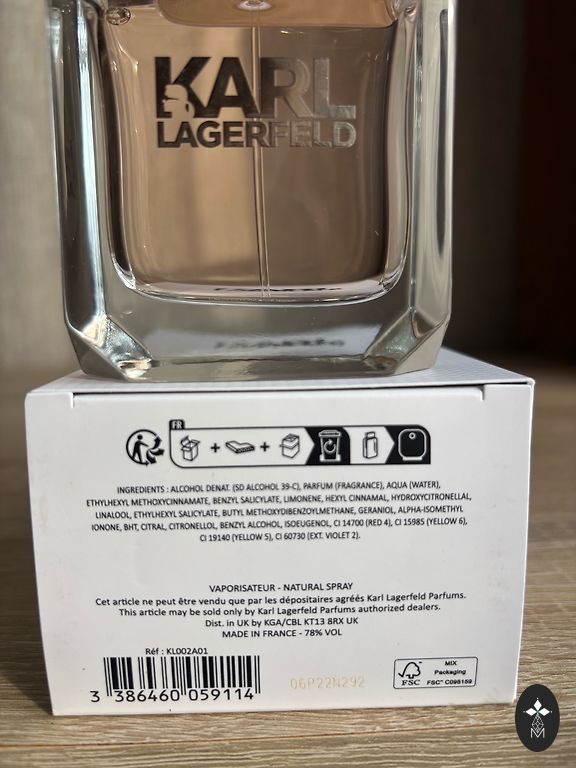 KARL
LAGERFELD
FR
INGREDIENTS : ALCOHOL DENAT. (SD ALCOHOL 39-C), PARFUM (FRAGRANCE), AQUA (WATER),
ETHYLHEXYL METHOXYCINNAMATE, BENZYL SALICYLATE, LIMONENE, HEXYL CINNAMAL, HYDROXYCITRONELLAL,
LINALOOL, ETHYLHEXYL SALICYLATE, BUTYL METHOXYDIBENZOYLMETHANE, GERANIOL, ALPHA-ISOMETHYL
IONONE, BHT, CITRAL, CITRONELLOL, BENZYL ALCOHOL, ISOEUGENOL, CI 14700 (RED 4), CI 15985 (YELLOW 6),
CI 19140 (YELLOW 5), CI 60730 (EXT. VIOLET 2).
VAPORISATEUR - NATURAL SPRAY
Cet article ne peut être vendu que par les dépositaires agréés Karl Lagerfeld Parfums.
This article may be sold only by Karl Lagerfeld Parfums authorized dealers.
Dist. in UK by KGA/CBL KT13 8RX UK
MADE IN FRANCE - 78% VOL
Réf : KL002A01
3 386460 059114
06P22N292
FSC
MIX
Packaging
FSC™ C095159
M